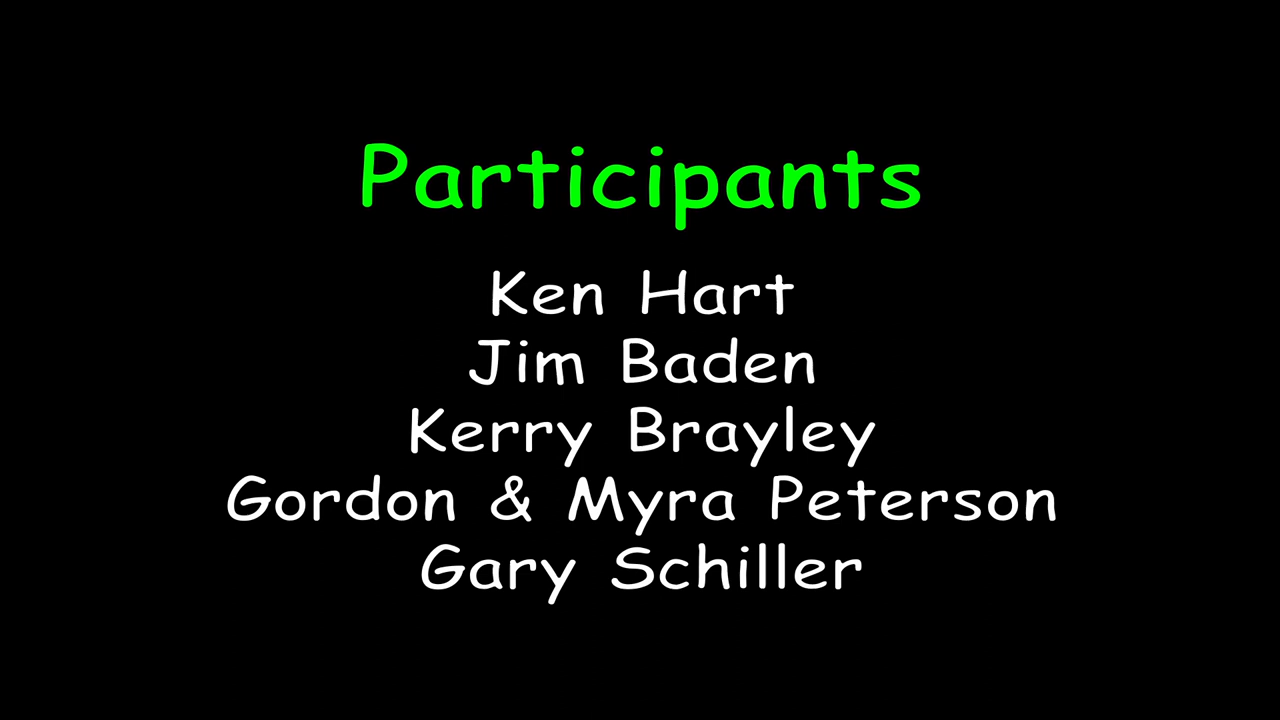 Participants
Ken Hart
Jim Baden
Kerry Brayley
Gordon & Myra Peterson
Gary Schiller